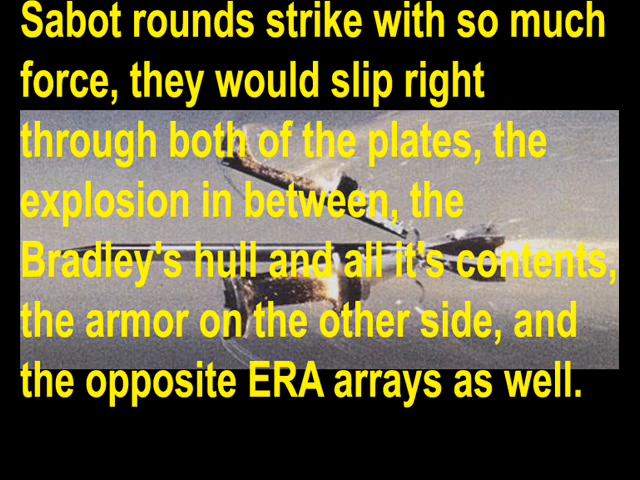 Sabot rounds strike with so much
force, they would slip right
through both of the plates, the
explosion in between, the
Bradley's hull and all it's contents,
the armor on the other side, and
the opposite ERA arrays as well.